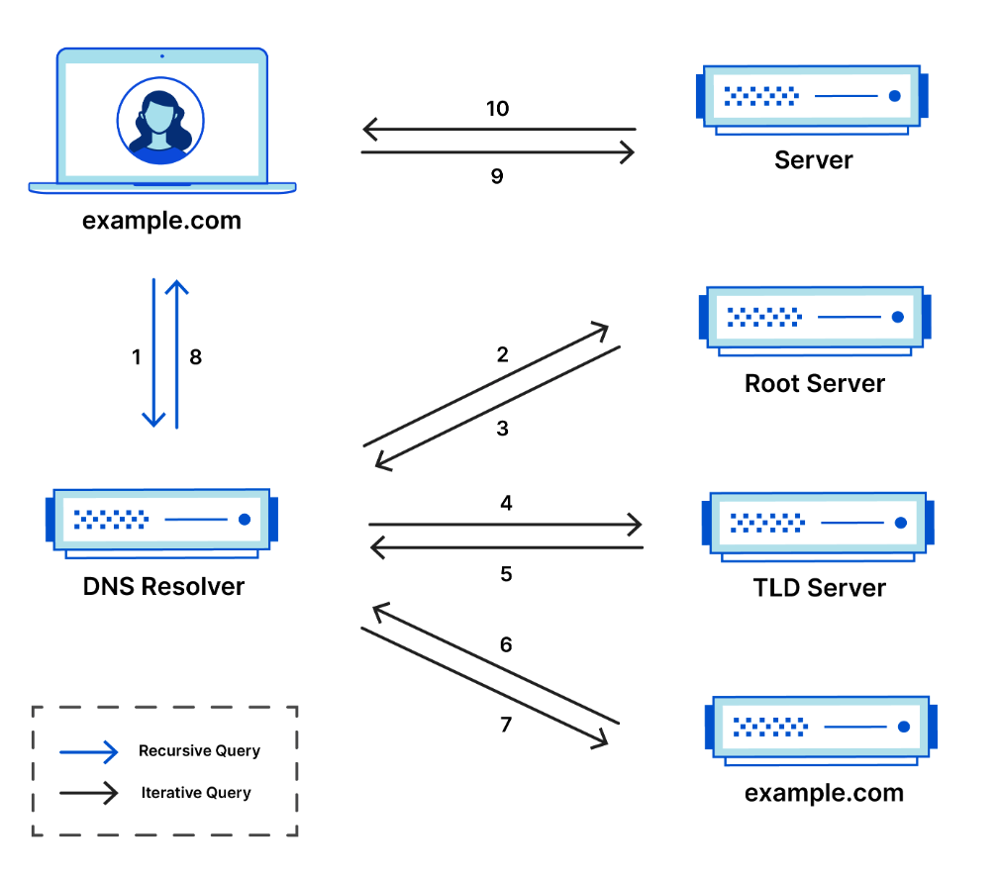 10
9
Server
example.com
1
8
2
3
Root Server
4
5
DNS Resolver
TLD Server
6
7
example.com
Recursive Query
Iterative Query